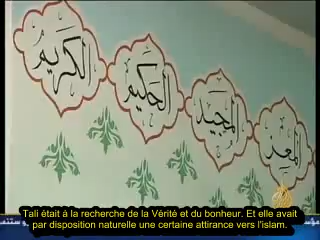 الكريم
الحكيم
المجيد
المعز
Tali était à la recherche de la Vérité et du bonheur. Et elle avait
par disposition naturelle une certaine attirance vers l'islam.